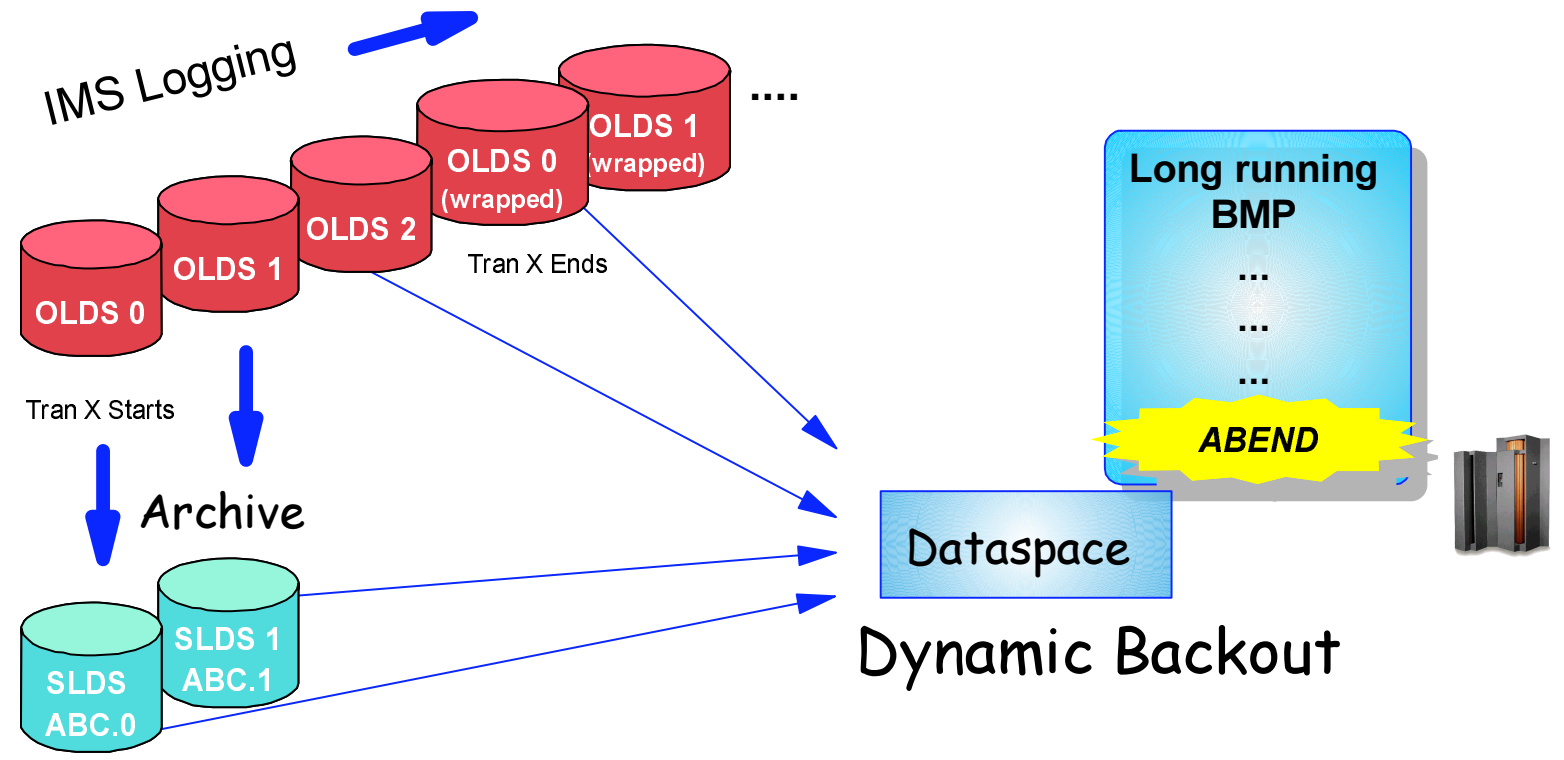 IMS Logging
....
OLDS 1
(wrapped)
OLDS 0
(wrapped)
OLDS 2
OLDS 1
OLDS 0
Tran X Ends
Tran X Starts
Archive
SLDS 1
ABC.1
SLDS
ABC.0
Long running
BMP
...
...
...
ABEND
Dataspace
Dynamic Backout